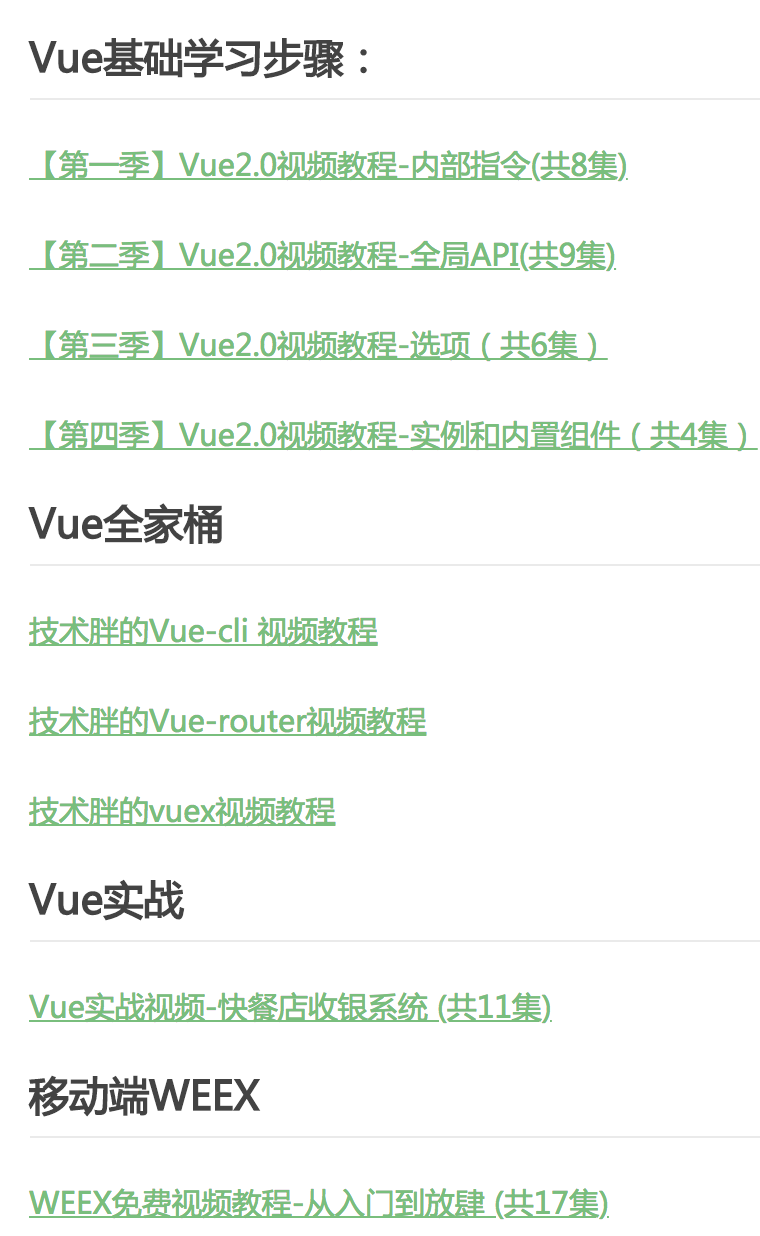 Vue基础学习步骤：
【第一季】Vue2.0视频教程-内部指令(共8集)
【第二季】Vue2.0视频教程-全局API(共9集)
【第三季】Vue2.0视频教程-选项（共6集）
【第四季】Vue2.0视频教程-实例和内置组件（共4集）
Vue全家桶
技术胖的Vue-cli 视频教程
技术胖的Vue-router视频教程
技术胖的vuex视频教程
Vue实战
Vue实战视频-快餐店收银系统 (共11集)
移动端WEEX
WEEX免费视频教程-从入门到放肆 (共17集)